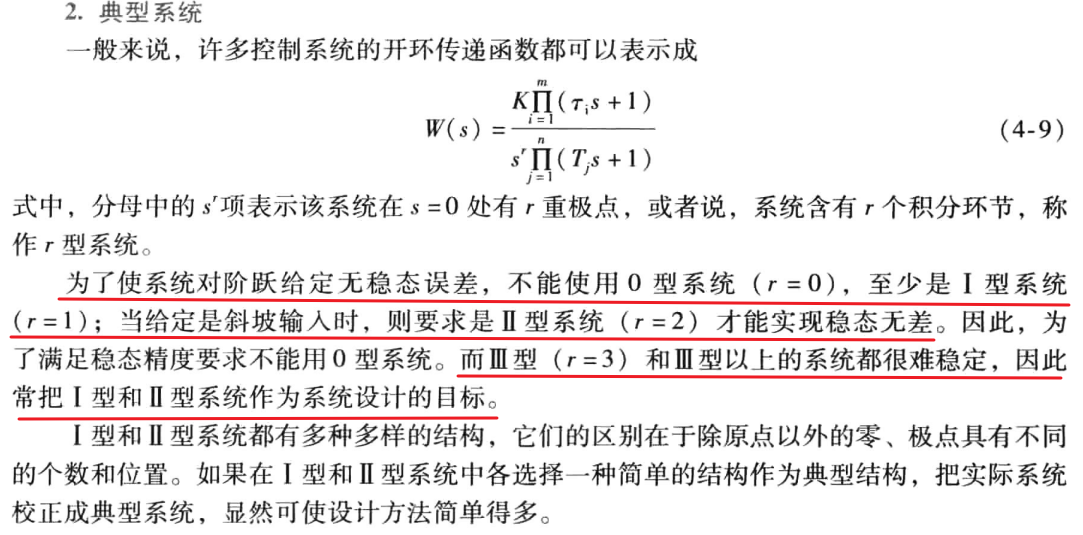 2. 典型系统
一般来说，许多控制系统的开环传递函数都可以表示成
W(s) = \frac{K\prod_{i=1}^{m}(τ_i s + 1)}{s^r\prod_{j=1}^{n}(T_j s + 1)} (4-9)
式中，分母中的 s^r项表示该系统在 s =0 处有 r 重极点，或者说，系统含有 r 个积分环节，称
作 r 型系统。
为了使系统对阶跃给定无稳态误差，不能使用 0 型系统（r =0），至少是 Ⅰ 型系统
（r =1）；当给定是斜坡输入时，则要求是 Ⅱ 型系统（r =2）才能实现稳态无差。因此，为
了满足稳态精度要求不能用 0 型系统。而Ⅲ型（r =3）和Ⅲ型以上的系统都很难稳定，因此
常把 Ⅰ 型和 Ⅱ 型系统作为系统设计的目标。
Ⅰ 型和 Ⅱ 型系统都有多种多样的结构，它们的区别在于除原点以外的零、极点具有不同
的个数和位置。如果在 Ⅰ 型和 Ⅱ 型系统中各选择一种简单的结构作为典型结构，把实际系统
校正成典型系统，显然可使设计方法简单得多。